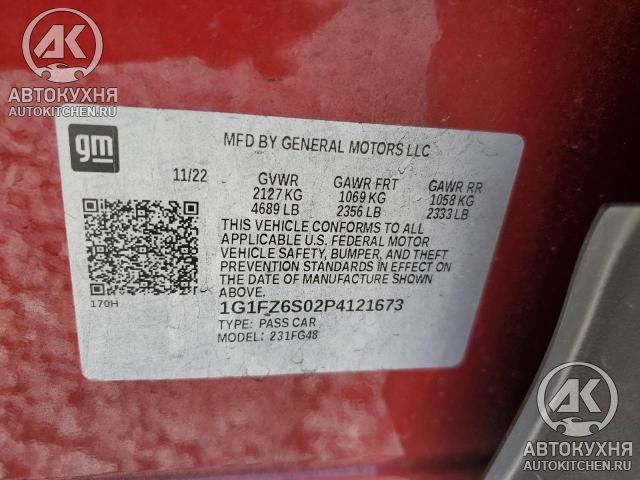 AK
АВТОКУХНЯ
AUTOKITCHEN.RU
gm
MFD BY GENERAL MOTORS LLC
11/22 GVWR GAWR FRT GAWR RR
2127 KG 1069 KG 1058 KG
4689 LB 2356 LB 2333 LB
THIS VEHICLE CONFORMS TO ALL
APPLICABLE U.S. FEDERAL MOTOR
VEHICLE SAFETY, BUMPER, AND THEFT
PREVENTION STANDARDS IN EFFECT ON
THE DATE OF MANUFACTURE SHOWN
ABOVE.
170H
1G1FZ6S02P4121673
TYPE: PASS CAR
MODEL: 231FG48
AK
АВТОКУХНЯ
AUTOKITCHEN.RU